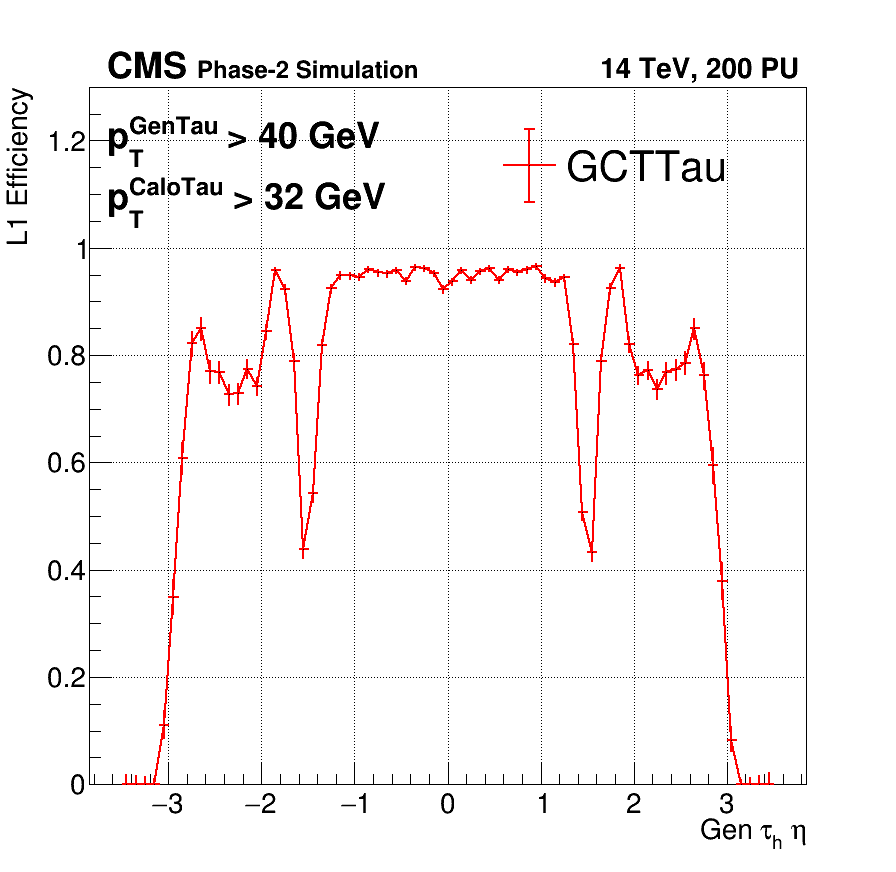 CMS Phase-2 Simulation 14 TeV, 200 PU
p_T^GenTau > 40 GeV
p_T^CaloTau > 32 GeV
GCTTau
L1 Efficiency
1.2
1
0.8
0.6
0.4
0.2
0
−3 −2 −1 0 1 2 3
Gen τ_h η